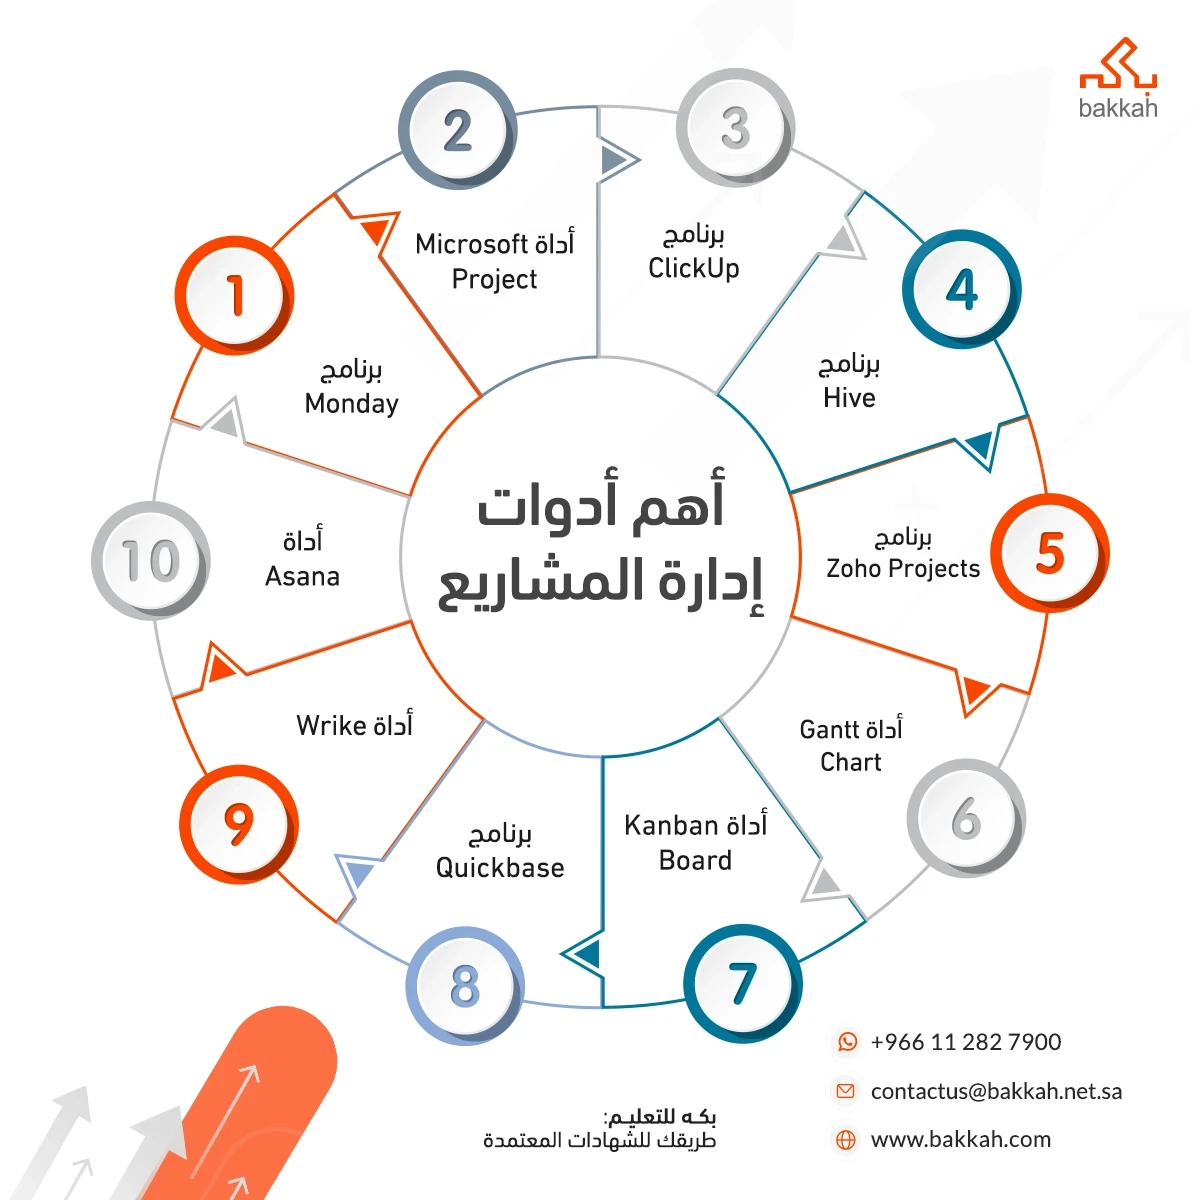 بكه
bakkah
أهم أدوات
إدارة المشاريع
1
برنامج
Monday
2
أداة Microsoft
Project
3
برنامج
ClickUp
4
برنامج
Hive
5
برنامج
Zoho Projects
6
أداة Gantt
Chart
7
أداة Kanban
Board
8
برنامج
Quickbase
9
أداة Wrike
10
أداة
Asana
بكـه للتعليـم:
طريقك للشهادات المعتمدة
+966 11 282 7900
contactus@bakkah.net.sa
www.bakkah.com